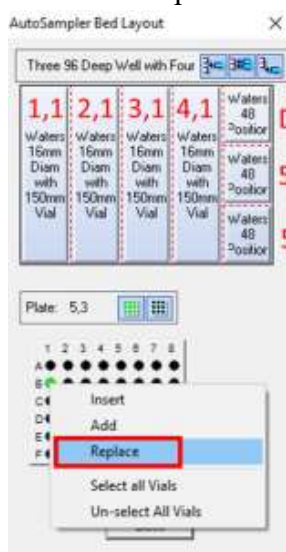 AutoSampler Bed Layout
Three 96 Deep Well with Four
1,1 2,1 3,1 4,1
Waters 16mm Diam with 150mm Vial
Waters 16mm Diam with 150mm Vial
Waters 16mm Diam with 150mm Vial
Waters 16mm Diam with 150mm Vial
Waters 48 Position
Waters 48 Position
Waters 48 Position
Plate: 5,3
1 2 3 4 5 6 7 8
A
B
C
D
E
F
Insert
Add
Replace
Select all Vials
Un-select All Vials